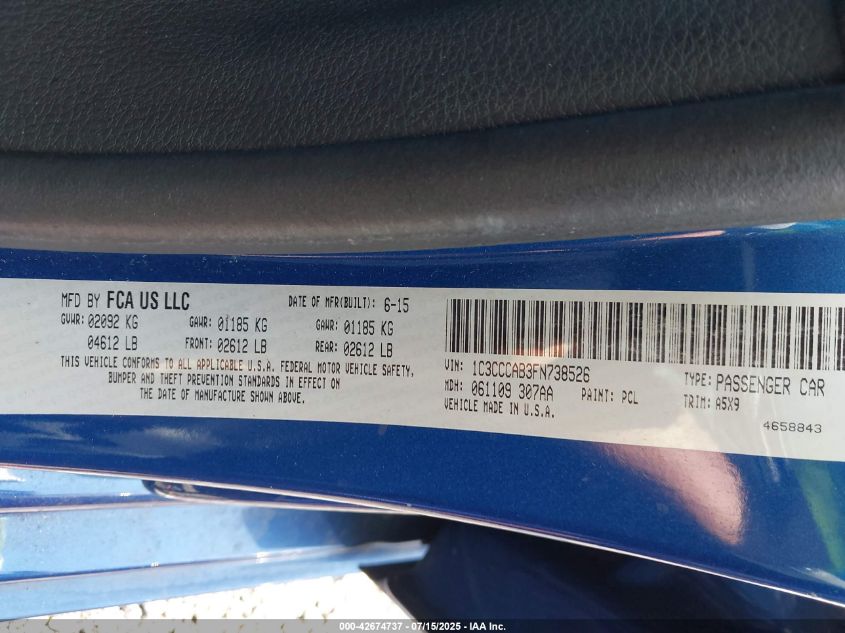 MFD BY FCA US LLC DATE OF MFR(BUILT): 6-15
GVWR: 02092 KG GAWR: 01185 KG GAWR: 01185 KG
04612 LB FRONT: 02612 LB REAR: 02612 LB
THIS VEHICLE CONFORMS TO ALL APPLICABLE U.S.A. FEDERAL MOTOR VEHICLE SAFETY,
BUMPER AND THEFT PREVENTION STANDARDS IN EFFECT ON
THE DATE OF MANUFACTURE SHOWN ABOVE.
VIN: 1C3CCCAB3FN738526 TYPE: PASSENGER CAR
MDH: 061109 307AA PAINT: PCL TRIM: A5X9
VEHICLE MADE IN U.S.A. 4658843
000-42674737 - 07/15/2025 - IAA Inc.